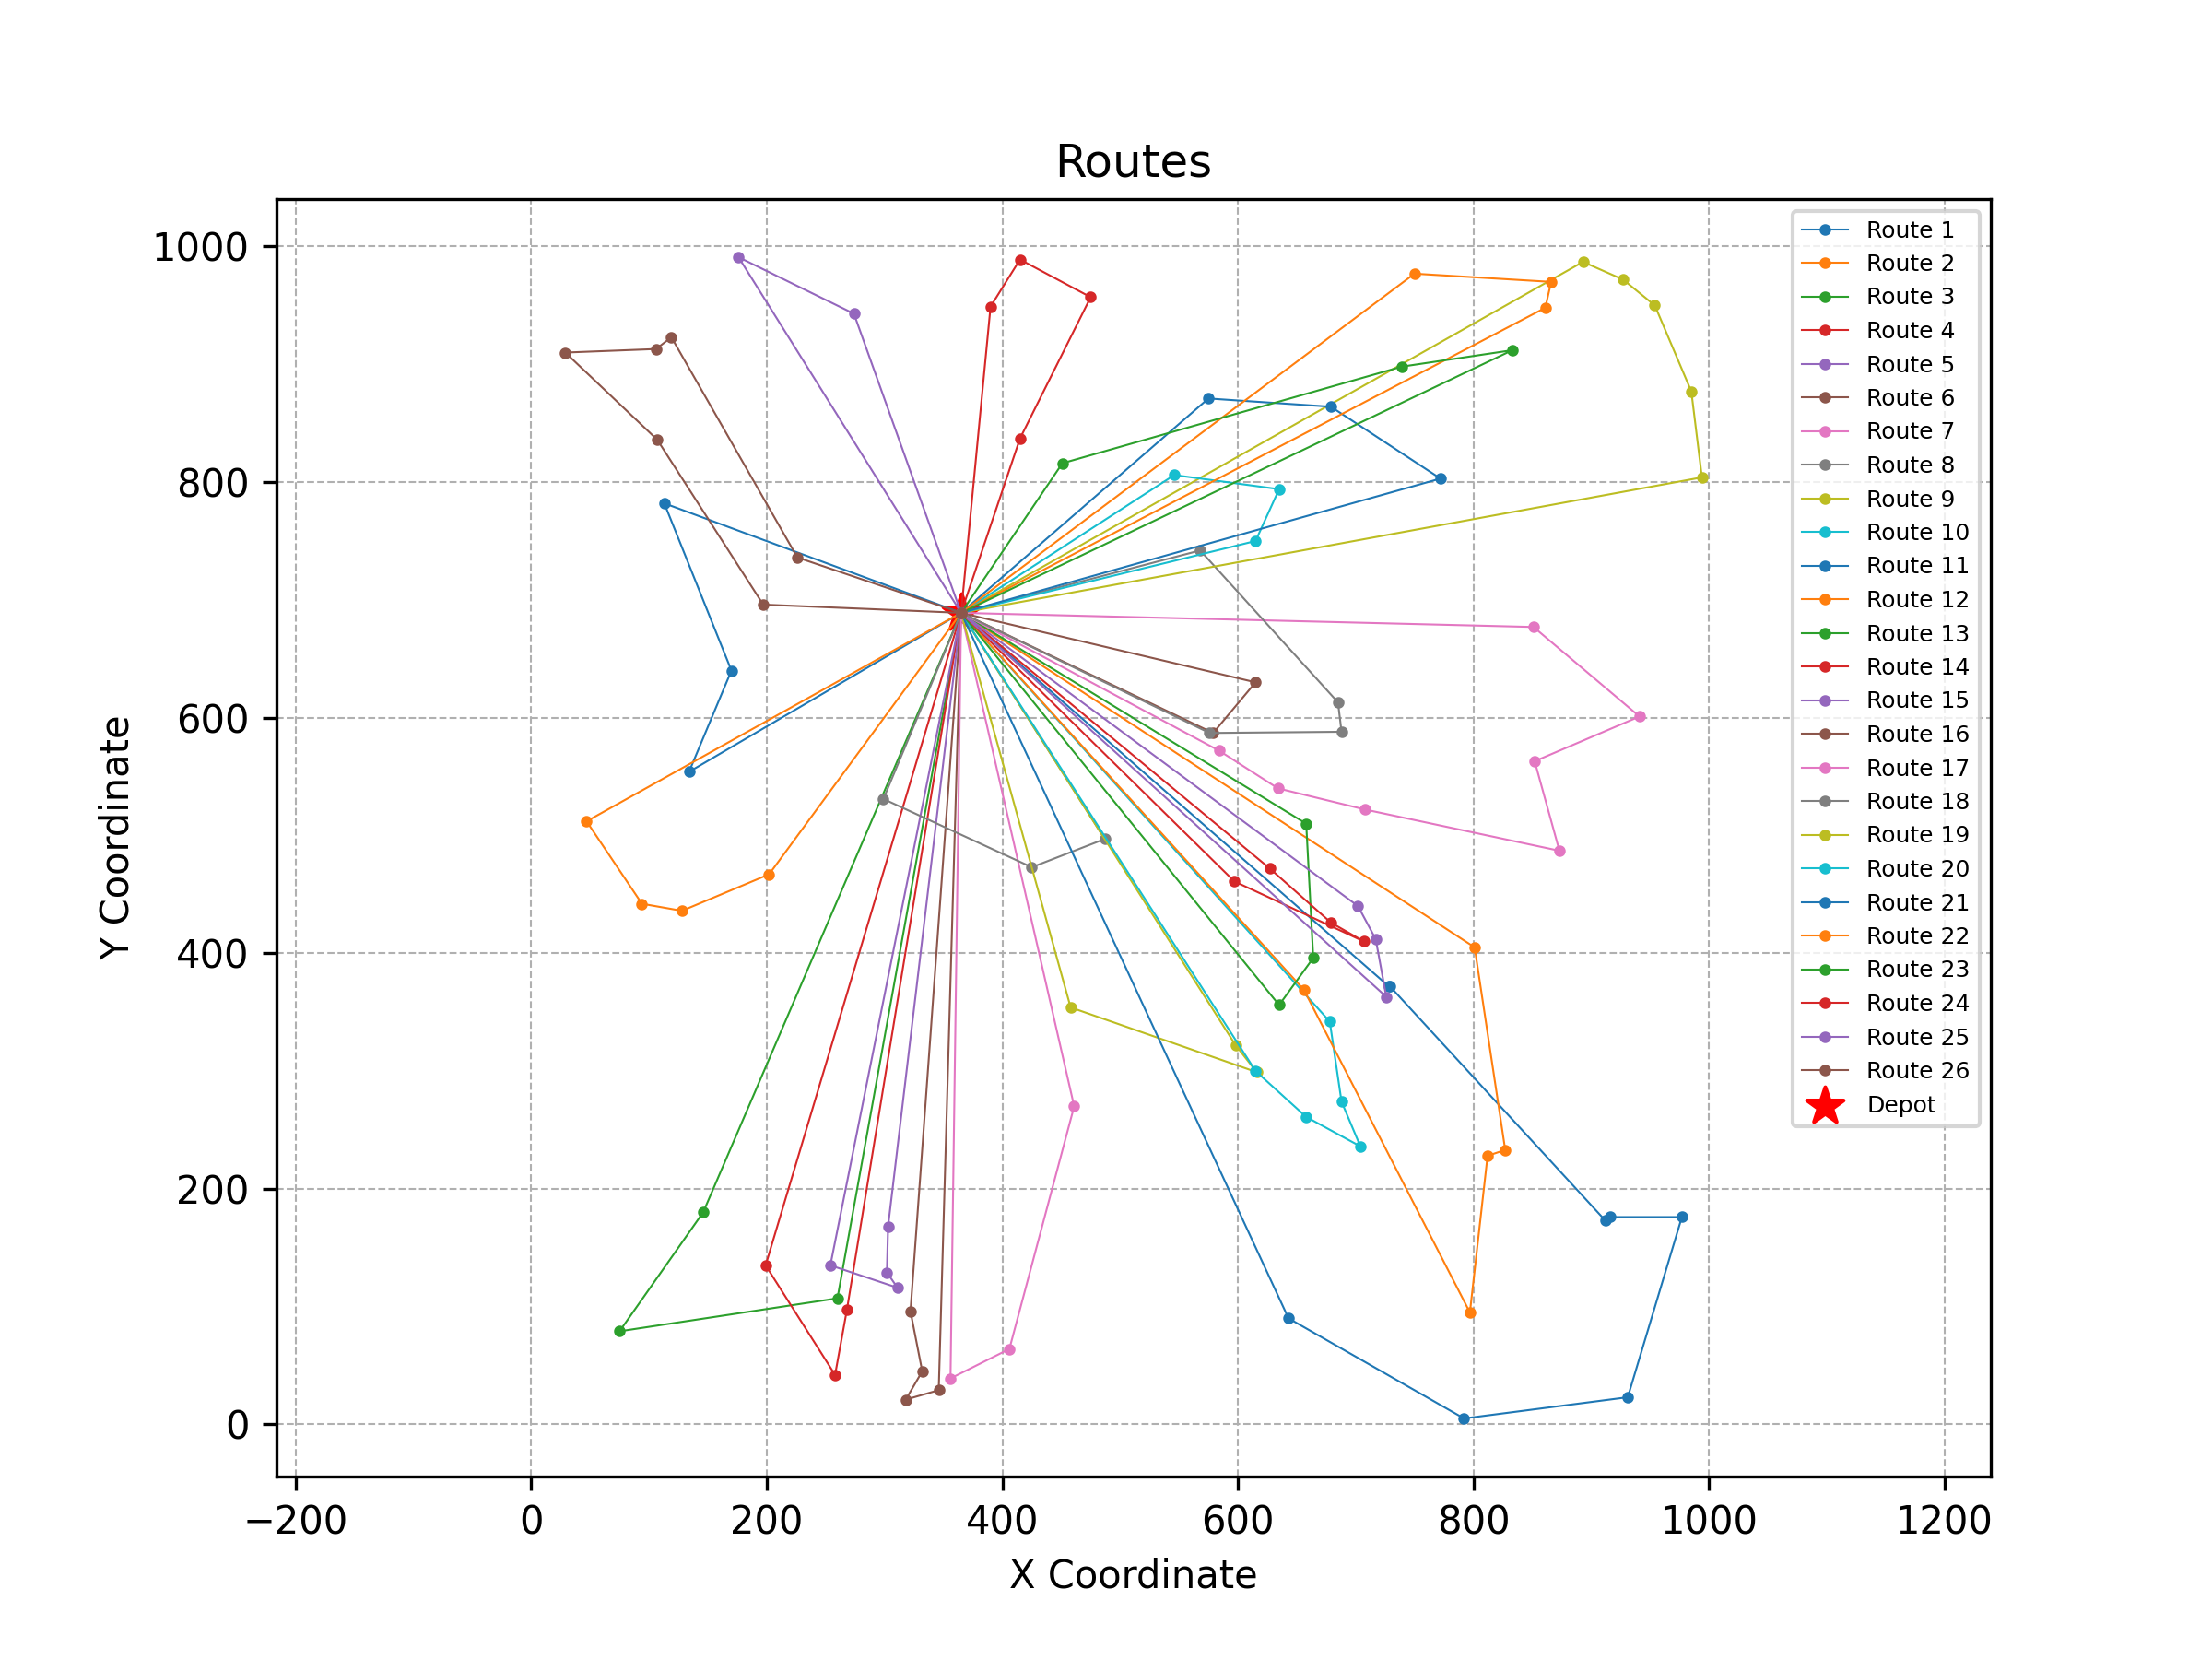 Routes
1000
800
600
400
200
0
Y Coordinate
−200 0 200 400 600 800 1000 1200
X Coordinate
Route 1
Route 2
Route 3
Route 4
Route 5
Route 6
Route 7
Route 8
Route 9
Route 10
Route 11
Route 12
Route 13
Route 14
Route 15
Route 16
Route 17
Route 18
Route 19
Route 20
Route 21
Route 22
Route 23
Route 24
Route 25
Route 26
Depot